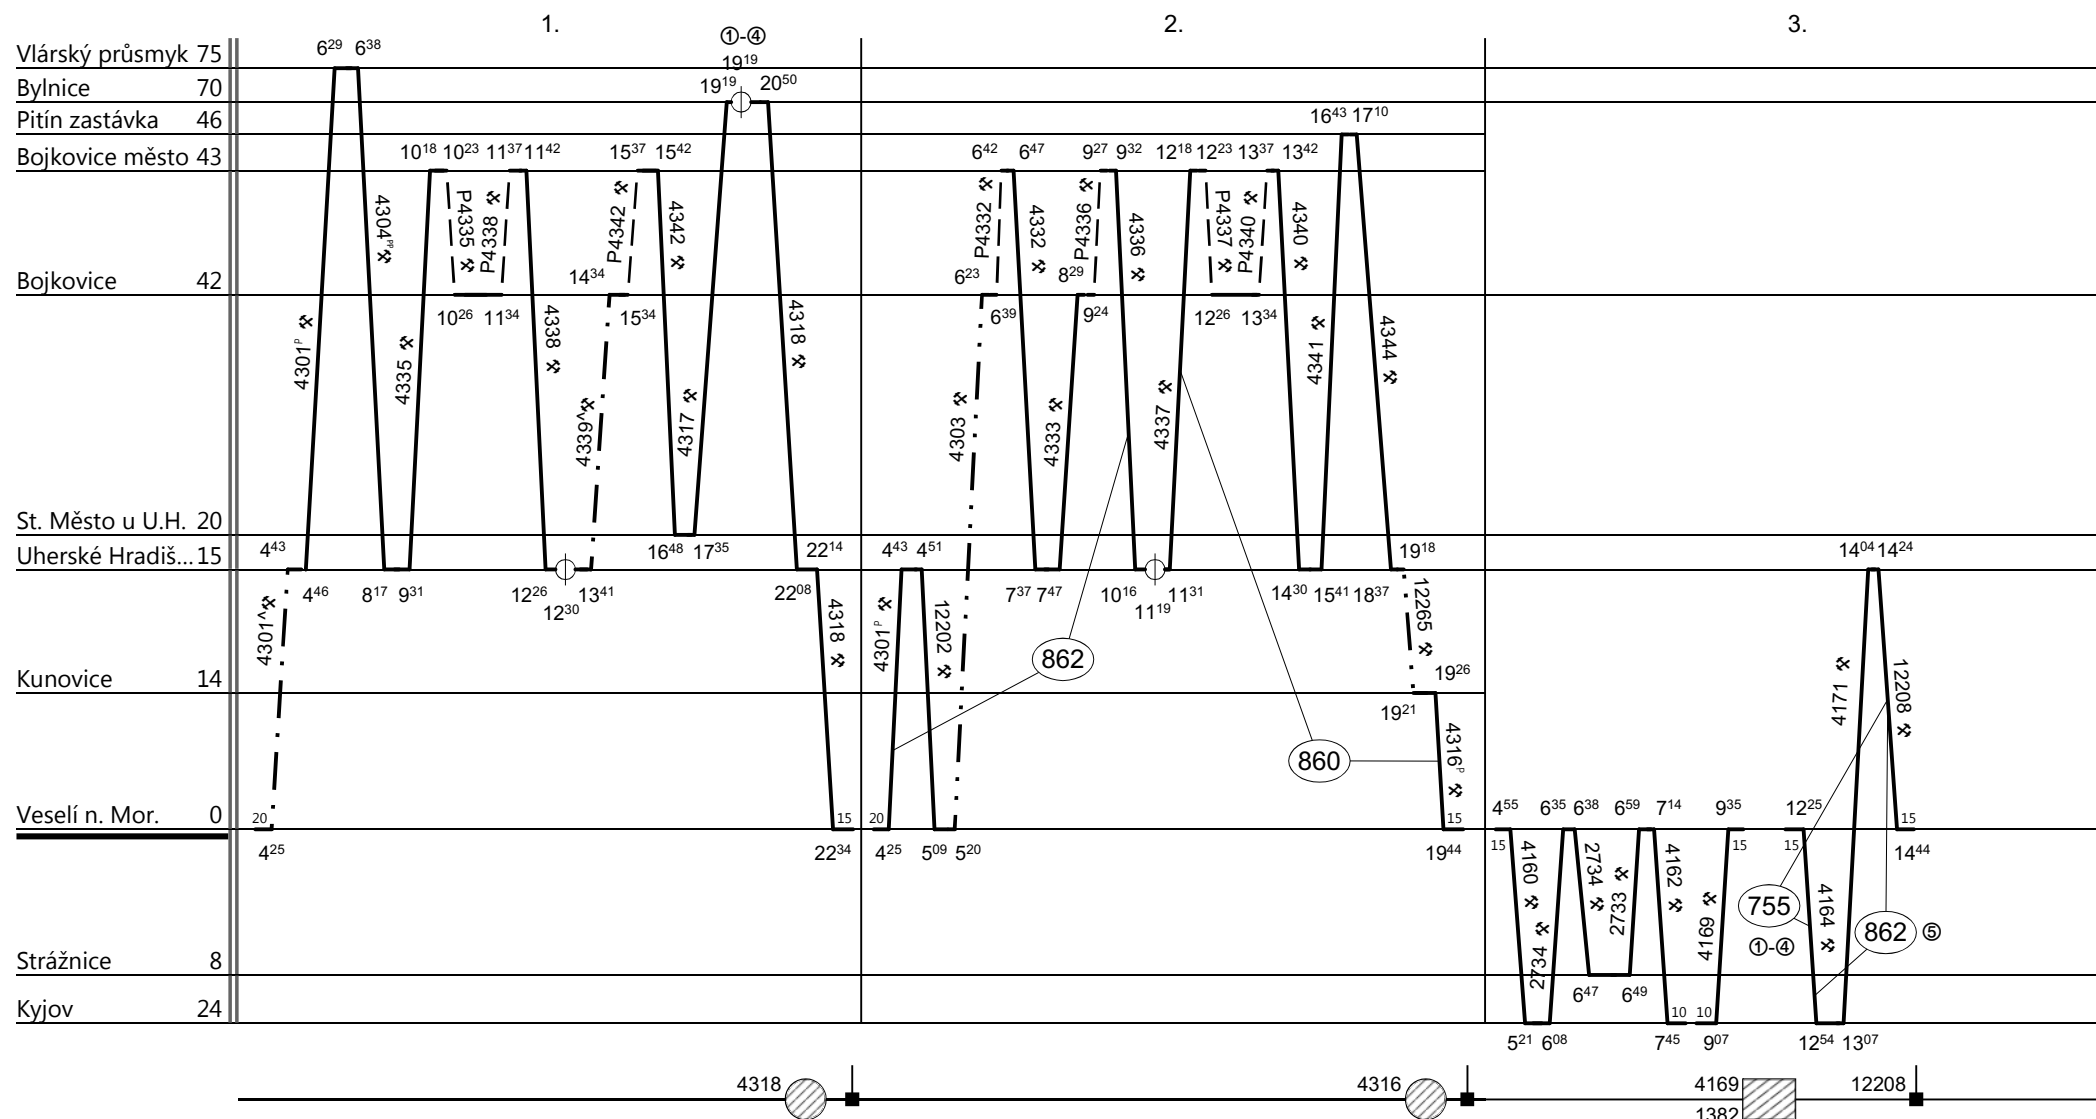 1. 2. 3.
Vlárský průsmyk 75
Bylnice 70
Pitín zastávka 46
Bojkovice město 43
Bojkovice 42
St. Město u U.H. 20
Uherské Hradiš... 15
Kunovice 14
Veselí n. Mor. 0
Strážnice 8
Kyjov 24
①-④
6²⁹ 6³⁸ 19¹⁹
19¹⁹ 20⁵⁰
16⁴³ 17¹⁰
10¹⁸ 10²³ 11³⁷ 11⁴² 15³⁷ 15⁴² 6⁴² 6⁴⁷ 9²⁷ 9³² 12¹⁸ 12²³ 13³⁷ 13⁴²
4304ᴾᴾ⚒ P4335 ⚒ P4338 ⚒ P4342 ⚒ 4342 ⚒ P4332 ⚒ 4332 ⚒ P4336 ⚒ 4336 ⚒ P4337 ⚒ P4340 ⚒ 4340 ⚒
14³⁴ 6²³ 8²⁹
10²⁶ 11³⁴ 15³⁴ 6³⁹ 9²⁴ 12²⁶ 13³⁴
4301ᴾ ⚒ 4335 ⚒ 4338 ⚒ 4339^⚒ 4317 ⚒ 4318 ⚒ 4303 ⚒ 4333 ⚒ 4337 ⚒ 4341 ⚒ 4344 ⚒
4⁴³ 16⁴⁸ 17³⁵ 22¹⁴ 4⁴³ 4⁵¹ 19¹⁸ 14⁰⁴ 14²⁴
4⁴⁶ 8¹⁷ 9³¹ 12²⁶ 13⁴¹ 22⁰⁸ 7³⁷ 7⁴⁷ 10¹⁶ 11³¹ 14³⁰ 15⁴¹ 18³⁷
12³⁰ 11¹⁹
4301^⚒ 4318 ⚒ 4301ᴾ ⚒ 12202 ⚒ 12265 ⚒ 4171 ⚒ 12208 ⚒
862
19²⁶
19²¹
860 4316ᴾ ⚒
20 15 20 15 4⁵⁵ 6³⁵ 6³⁸ 6⁵⁹ 7¹⁴ 9³⁵ 12²⁵ 15
4²⁵ 22³⁴ 4²⁵ 5⁰⁹ 5²⁰ 19⁴⁴ 15 15 15 14⁴⁴
4160 ⚒ 2734 ⚒ 2734 ⚒ 2733 ⚒ 4162 ⚒ 4169 ⚒ 4164 ⚒
755 862 ⑤
①-④
6⁴⁷ 6⁴⁹
10 10
5²¹ 6⁰⁸ 7⁴⁵ 9⁰⁷ 12⁵⁴ 13⁰⁷
4318 4316 4169 12208
1382